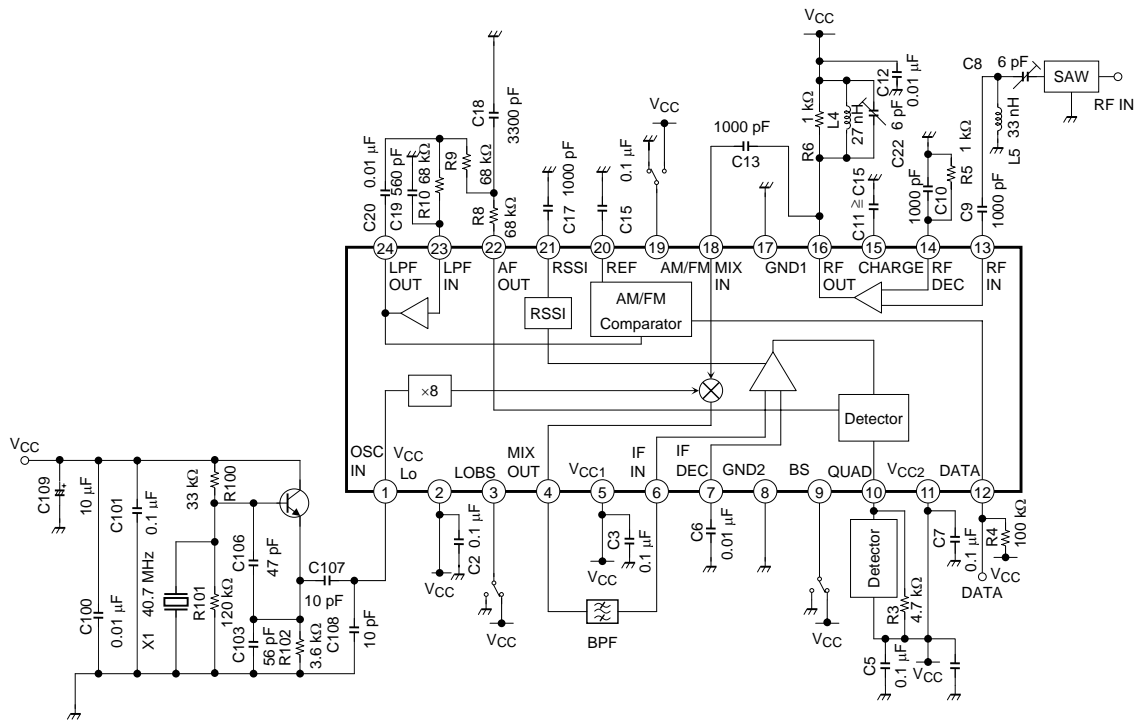 VCC
C8
6 pF
SAW
RF IN
C12
0.01 µF
C18
3300 pF
VCC
1000 pF
C13
1 kΩ
R6
L4
27 nH
6 pF
C22
33 nH
L5
1 kΩ
R5
C20
0.01 µF
C19
560 pF
R10
68 kΩ
R9
68 kΩ
R8
68 kΩ
C17
1000 pF
C15
0.1 µF
C11 ≥ C15
1000 pF
C10
C9
1000 pF
24
23
22
21
20
19
18
17
16
15
14
13
LPF OUT
LPF IN
AF OUT
RSSI
REF
AM/FM
MIX IN
GND1
RF OUT
CHARGE
RF DEC
RF IN
RSSI
AM/FM
Comparator
×8
Detector
OSC IN
VCC Lo
LOBS
MIX OUT
VCC1
IF IN
IF DEC
GND2
BS
QUAD
VCC2
DATA
1
2
3
4
5
6
7
8
9
10
11
12
VCC
C109
10 µF
C100
0.01 µF
C101
0.1 µF
X1
40.7 MHz
33 kΩ
R100
R101
120 kΩ
C106
47 pF
C103
56 pF
R102
3.6 kΩ
C107
10 pF
C108
10 pF
C2
0.1 µF
VCC
VCC
BPF
C3
0.1 µF
VCC
C6
0.01 µF
VCC
Detector
R3
4.7 kΩ
C5
0.1 µF
VCC
C7
0.1 µF
R4
100 kΩ
VCC
DATA